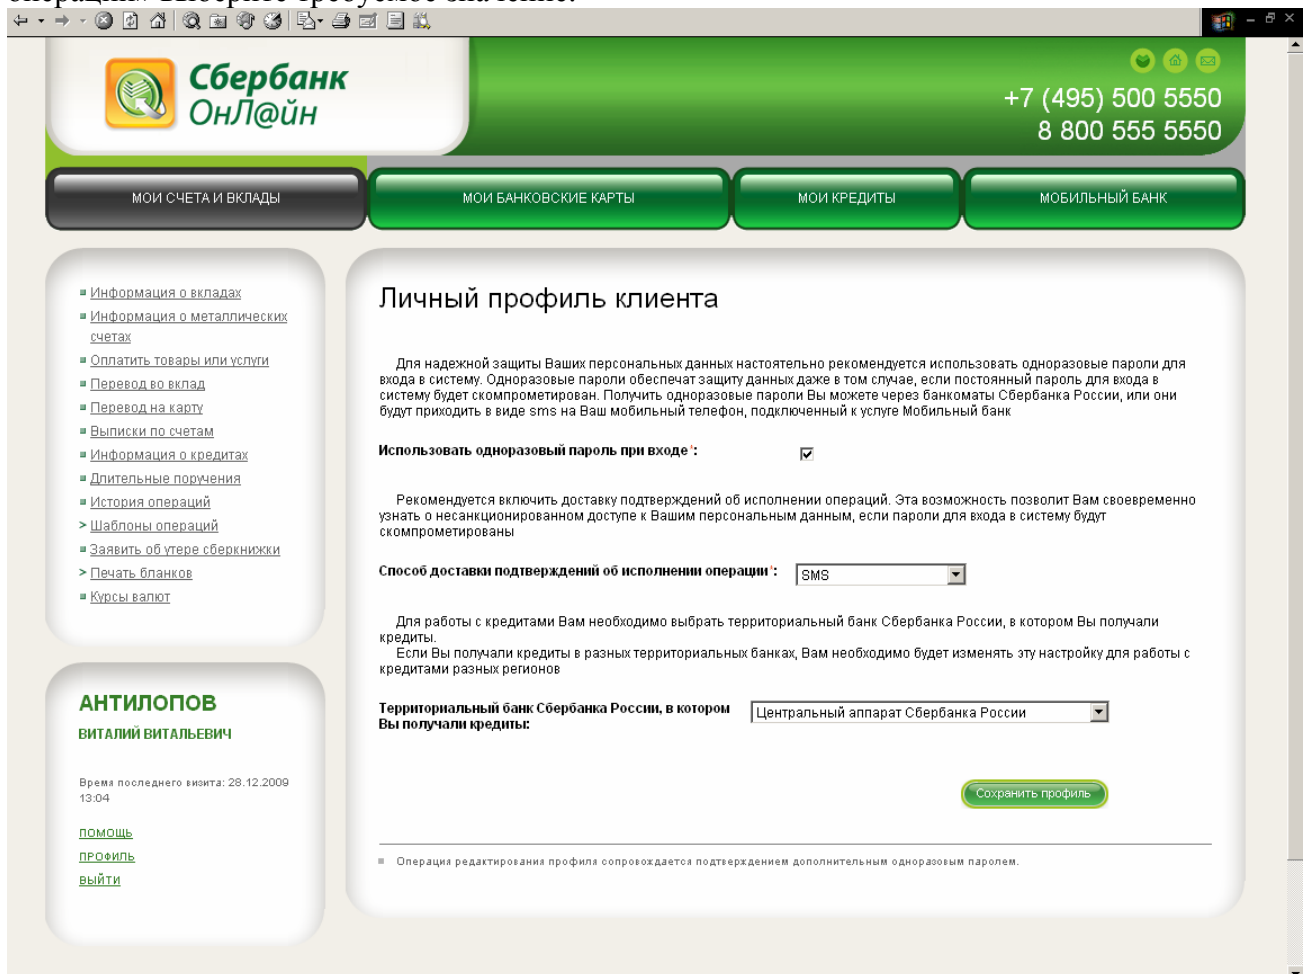 операции» выберите требуемое значение.
Сбербанк
ОнЛ@йн
+7 (495) 500 5550
8 800 555 5550
МОИ СЧЕТА И ВКЛАДЫ
МОИ БАНКОВСКИЕ КАРТЫ
МОИ КРЕДИТЫ
МОБИЛЬНЫЙ БАНК
Информация о вкладах
Информация о металлических
счетах
Оплатить товары или услуги
Перевод во вклад
Перевод на карту
Выписки по счетам
Информация о кредитах
Длительные поручения
История операций
Шаблоны операций
Заявить об утере сберкнижки
Печать бланков
Курсы валют
АНТИЛОПОВ
ВИТАЛИЙ ВИТАЛЬЕВИЧ
Время последнего визита: 28.12.2009
13:04
ПОМОЩЬ
ПРОФИЛЬ
ВЫЙТИ
Личный профиль клиента
Для надежной защиты Ваших персональных данных настоятельно рекомендуется использовать одноразовые пароли для
входа в систему. Одноразовые пароли обеспечат защиту данных даже в том случае, если постоянный пароль для входа в
систему будет скомпрометирован. Получить одноразовые пароли Вы можете через банкоматы Сбербанка России, или они
будут приходить в виде sms на Ваш мобильный телефон, подключенный к услуге Мобильный банк
Использовать одноразовый пароль при входе*:
Рекомендуется включить доставку подтверждений об исполнении операций. Эта возможность позволит Вам своевременно
узнать о несанкционированном доступе к Вашим персональным данным, если пароли для входа в систему будут
скомпрометированы
Способ доставки подтверждений об исполнении операции*: SMS
Для работы с кредитами Вам необходимо выбрать территориальный банк Сбербанка России, в котором Вы получали
кредиты.
Если Вы получали кредиты в разных территориальных банках, Вам необходимо будет изменять эту настройку для работы с
кредитами разных регионов
Территориальный банк Сбербанка России, в котором
Вы получали кредиты:
Центральный аппарат Сбербанка России
Сохранить профиль
Операция редактирования профиля сопровождается подтверждением дополнительным одноразовым паролем.